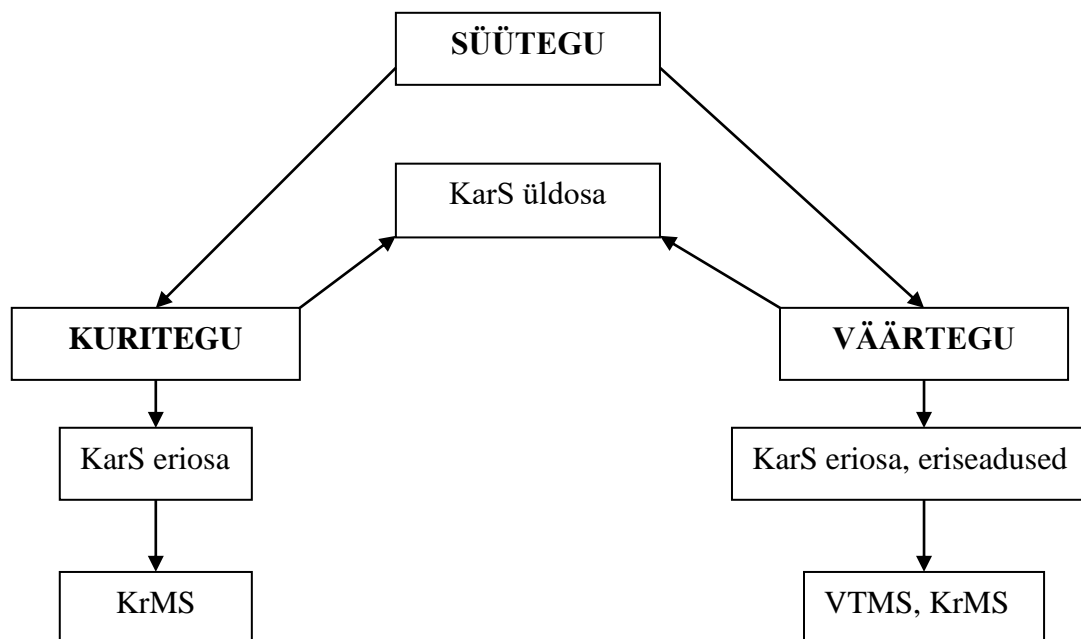 SÜÜTEGU
KarS üldosa
KURITEGU
VÄÄRTEGU
KarS eriosa
KarS eriosa, eriseadused
KrMS
VTMS, KrMS